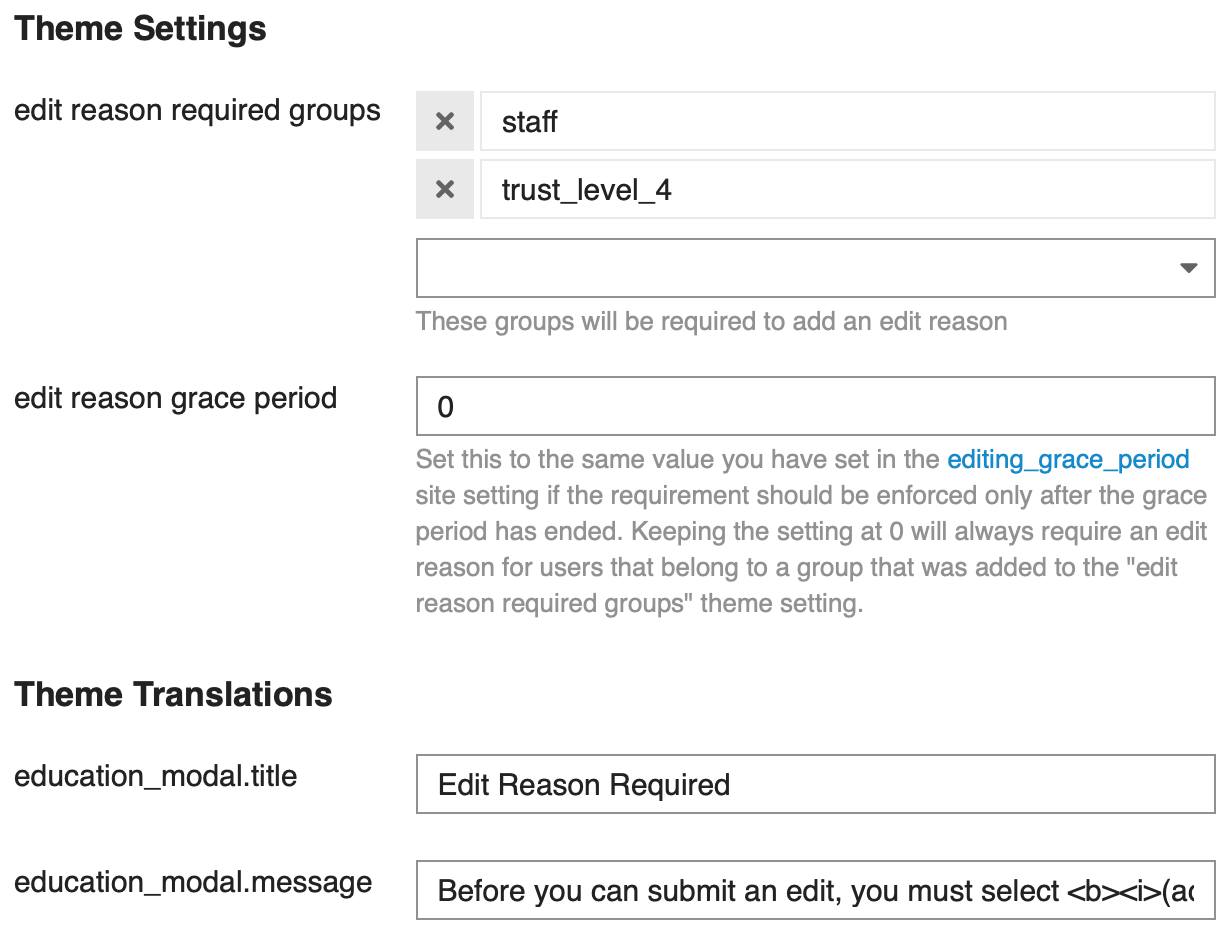 Theme Settings
edit reason required groups
staff
trust_level_4
These groups will be required to add an edit reason
edit reason grace period
0
Set this to the same value you have set in the editing_grace_period
site setting if the requirement should be enforced only after the grace
period has ended. Keeping the setting at 0 will always require an edit
reason for users that belong to a group that was added to the "edit
reason required groups" theme setting.
Theme Translations
education_modal.title
Edit Reason Required
education_modal.message
Before you can submit an edit, you must select <b><i>(ac